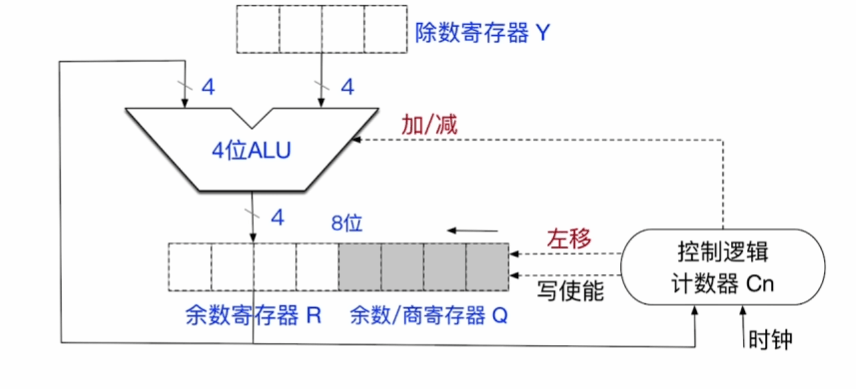 除数寄存器 Y
4
4
加/减
4位ALU
4
8位
左移
控制逻辑
计数器 Cn
写使能
余数寄存器 R
余数/商寄存器 Q
时钟